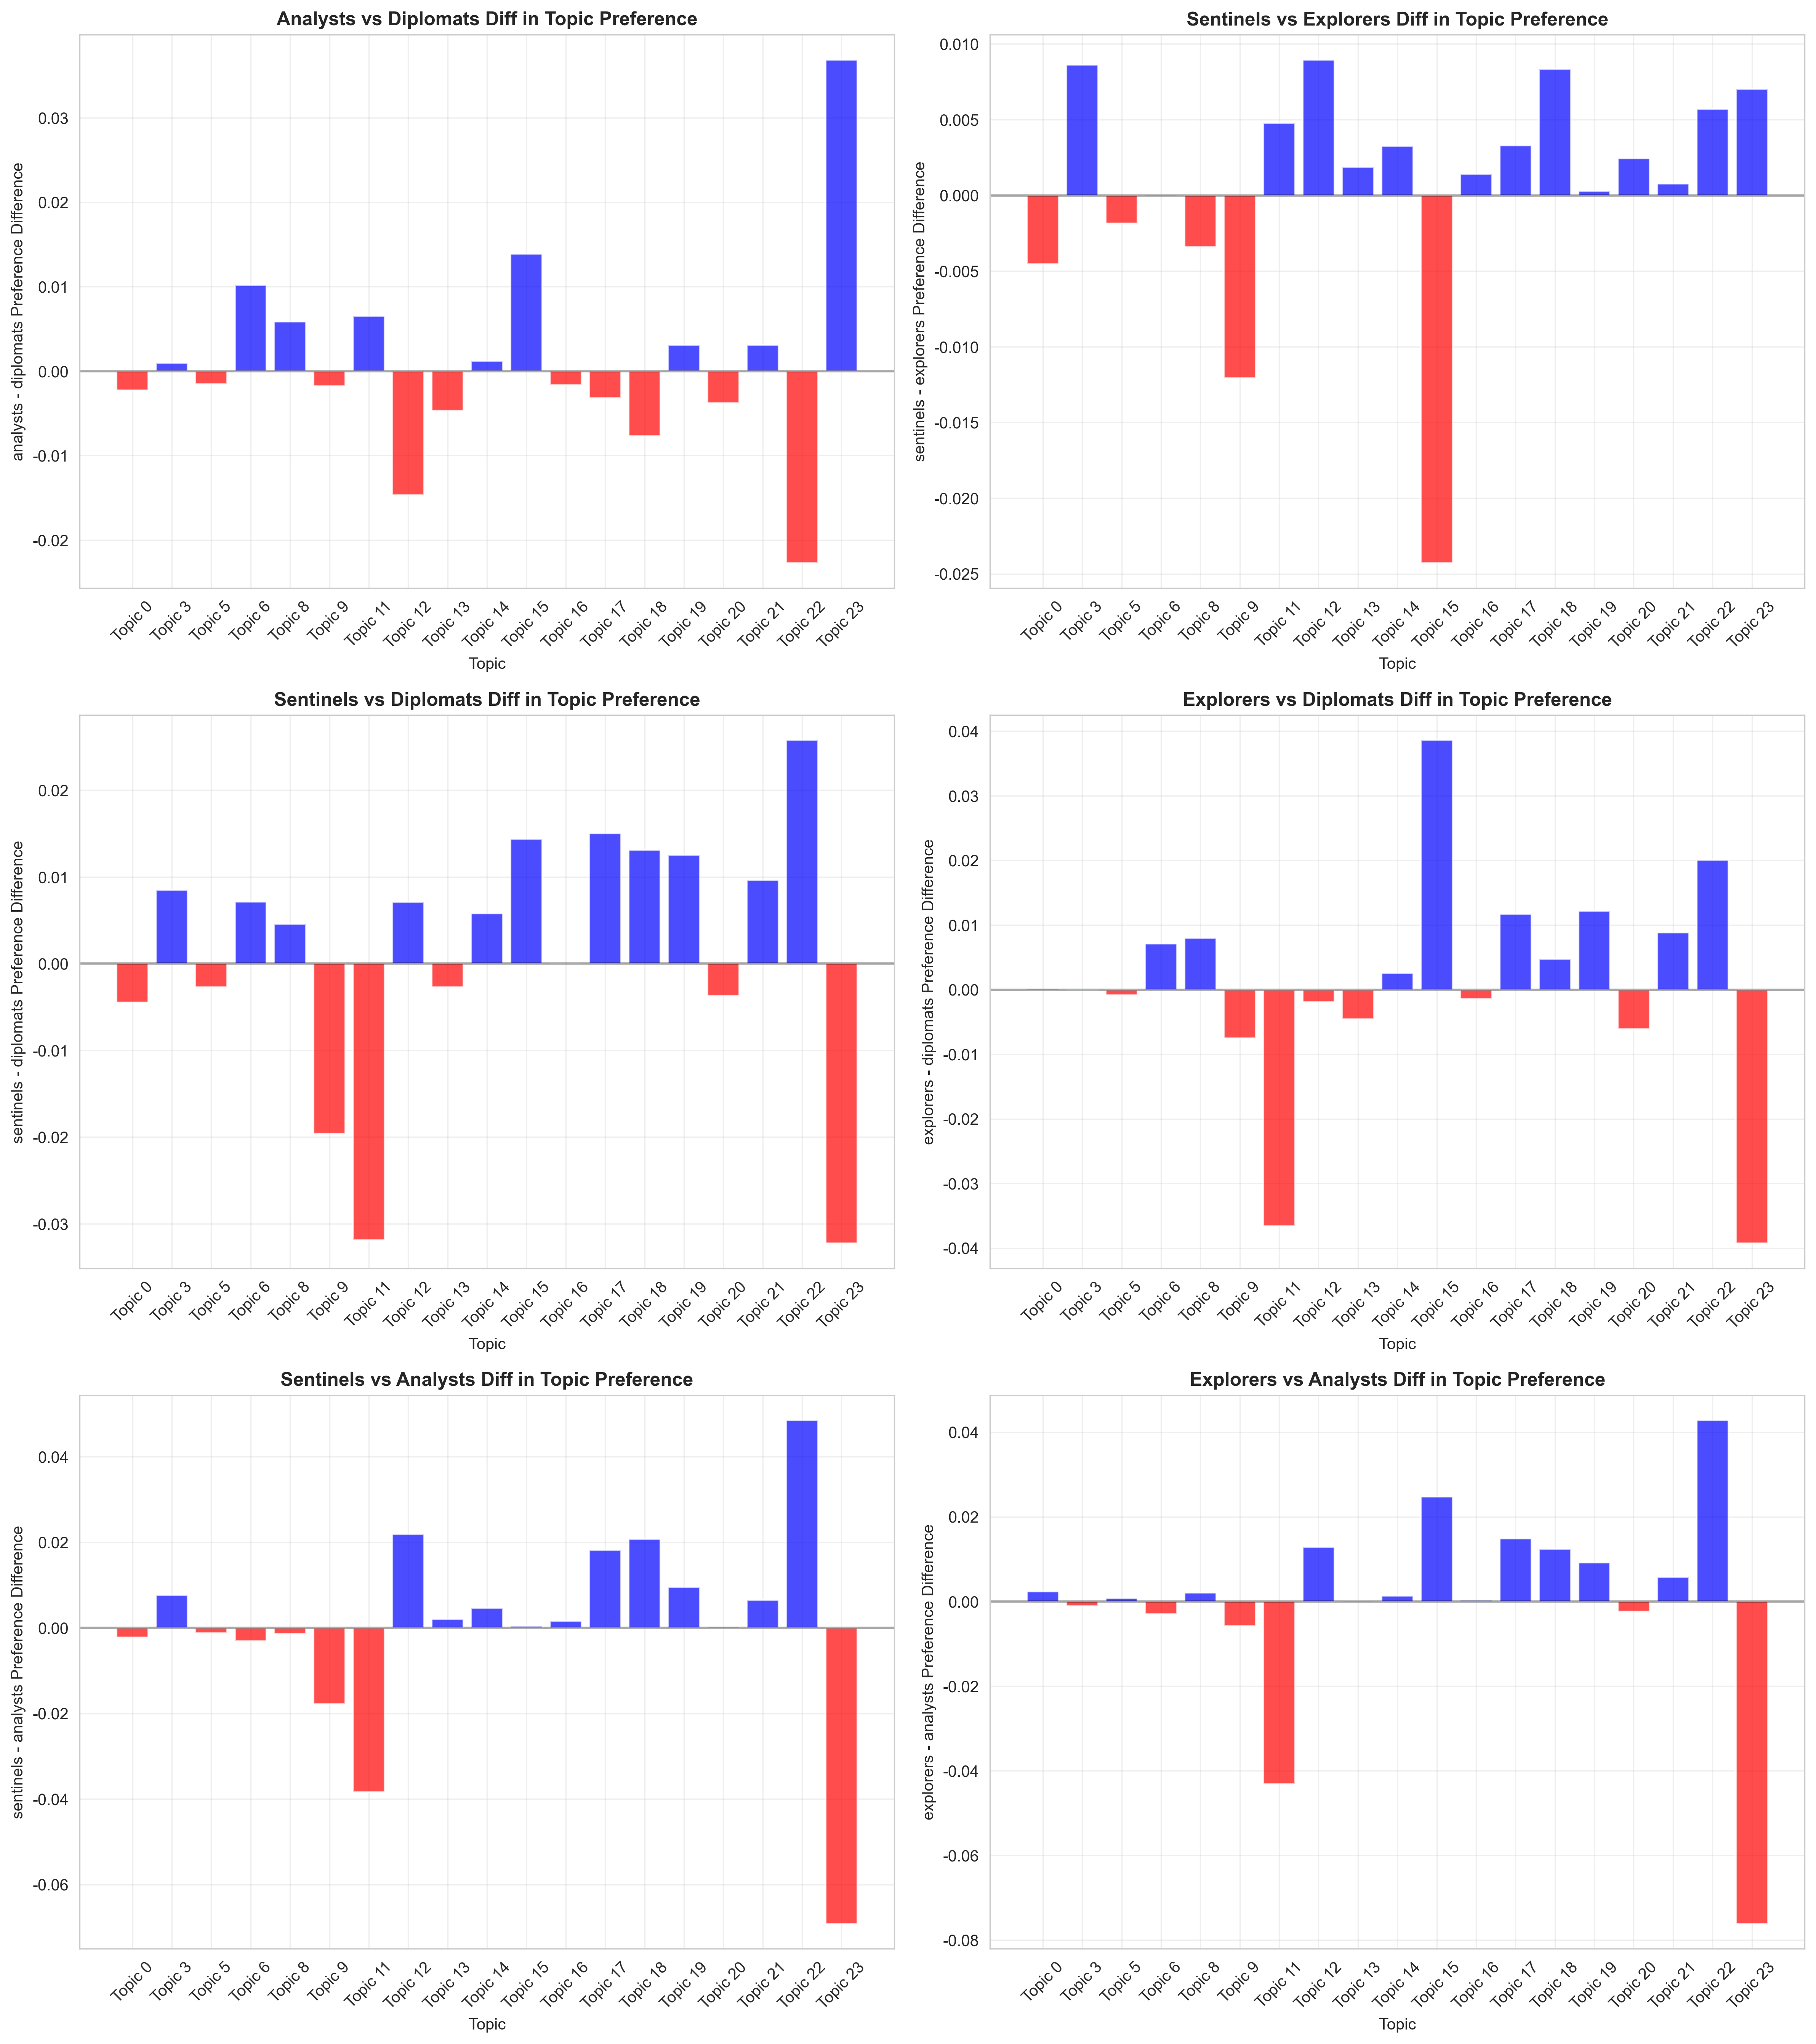 Analysts vs Diplomats Diff in Topic Preference
analysts - diplomats Preference Difference
0.03
0.02
0.01
0.00
-0.01
-0.02
Topic 0
Topic 3
Topic 5
Topic 6
Topic 8
Topic 9
Topic 11
Topic 12
Topic 13
Topic 14
Topic 15
Topic 16
Topic 17
Topic 18
Topic 19
Topic 20
Topic 21
Topic 22
Topic 23
Topic
Sentinels vs Explorers Diff in Topic Preference
sentinels - explorers Preference Difference
0.010
0.005
0.000
-0.005
-0.010
-0.015
-0.020
-0.025
Topic 0
Topic 3
Topic 5
Topic 6
Topic 8
Topic 9
Topic 11
Topic 12
Topic 13
Topic 14
Topic 15
Topic 16
Topic 17
Topic 18
Topic 19
Topic 20
Topic 21
Topic 22
Topic 23
Topic
Sentinels vs Diplomats Diff in Topic Preference
sentinels - diplomats Preference Difference
0.02
0.01
0.00
-0.01
-0.02
-0.03
Topic 0
Topic 3
Topic 5
Topic 6
Topic 8
Topic 9
Topic 11
Topic 12
Topic 13
Topic 14
Topic 15
Topic 16
Topic 17
Topic 18
Topic 19
Topic 20
Topic 21
Topic 22
Topic 23
Topic
Explorers vs Diplomats Diff in Topic Preference
explorers - diplomats Preference Difference
0.04
0.03
0.02
0.01
0.00
-0.01
-0.02
-0.03
-0.04
Topic 0
Topic 3
Topic 5
Topic 6
Topic 8
Topic 9
Topic 11
Topic 12
Topic 13
Topic 14
Topic 15
Topic 16
Topic 17
Topic 18
Topic 19
Topic 20
Topic 21
Topic 22
Topic 23
Topic
Sentinels vs Analysts Diff in Topic Preference
sentinels - analysts Preference Difference
0.04
0.02
0.00
-0.02
-0.04
-0.06
Topic 0
Topic 3
Topic 5
Topic 6
Topic 8
Topic 9
Topic 11
Topic 12
Topic 13
Topic 14
Topic 15
Topic 16
Topic 17
Topic 18
Topic 19
Topic 20
Topic 21
Topic 22
Topic 23
Topic
Explorers vs Analysts Diff in Topic Preference
explorers - analysts Preference Difference
0.04
0.02
0.00
-0.02
-0.04
-0.06
-0.08
Topic 0
Topic 3
Topic 5
Topic 6
Topic 8
Topic 9
Topic 11
Topic 12
Topic 13
Topic 14
Topic 15
Topic 16
Topic 17
Topic 18
Topic 19
Topic 20
Topic 21
Topic 22
Topic 23
Topic